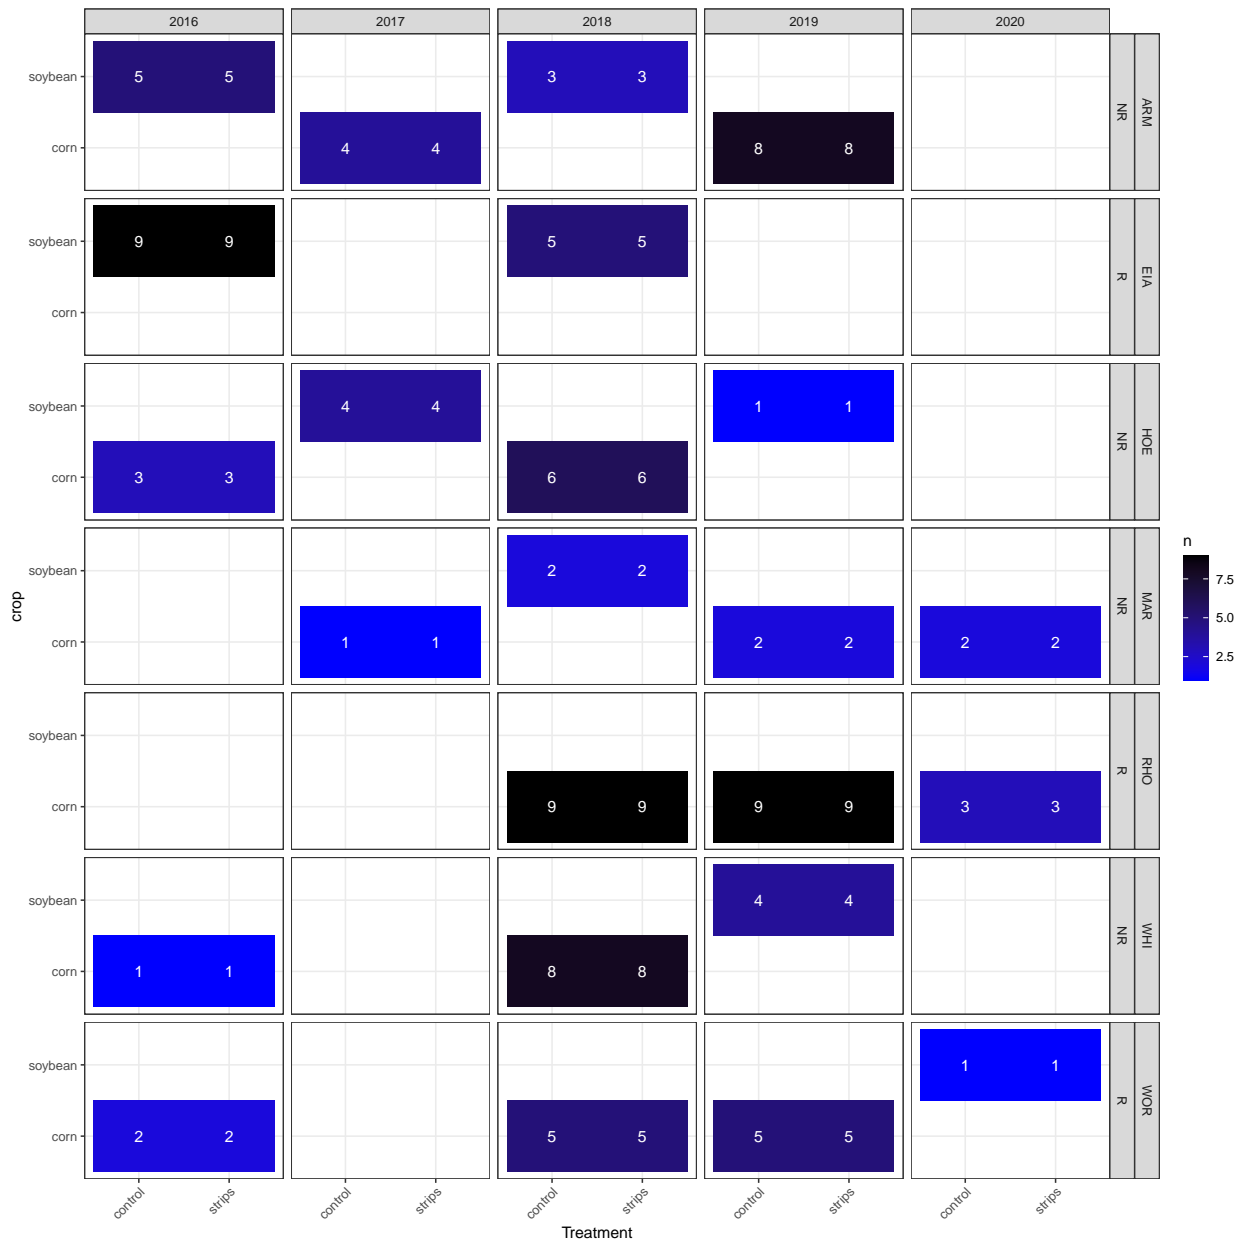 2016 2017 2018 2019 2020
soybean 5 5 3 3
corn 4 4 8 8
NR ARM
soybean 9 9 5 5
corn
R EIA
soybean 4 4 1 1
corn 3 3 6 6
NR HOE
soybean 2 2
corn 1 1 2 2 2 2
NR MAR
soybean
corn 9 9 9 9 3 3
R RHO
soybean 4 4
corn 1 1 8 8
NR WHI
soybean 1 1
corn 2 2 5 5 5 5
R WOR
control strips control strips control strips control strips control strips
Treatment
crop
n
7.5
5.0
2.5